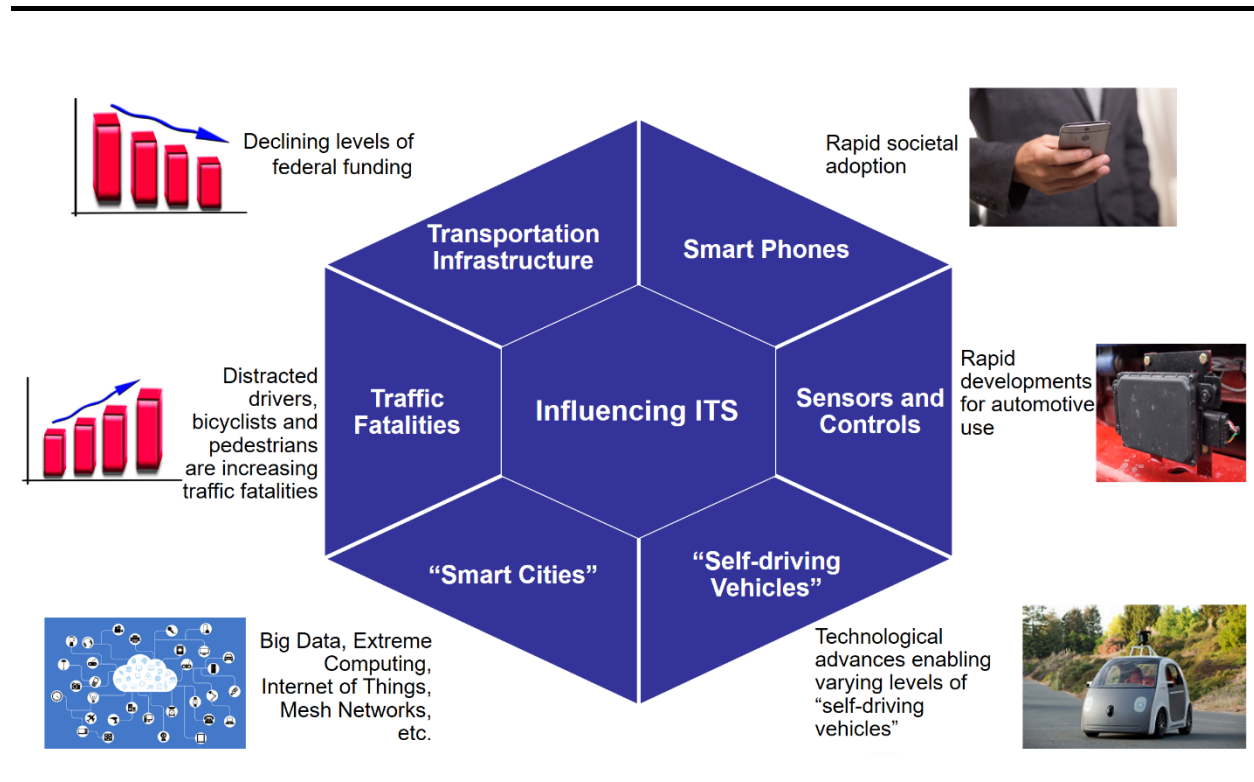 Declining levels of
federal funding
Rapid societal
adoption
Transportation
Infrastructure
Smart Phones
Distracted
drivers,
bicyclists and
pedestrians
are increasing
traffic fatalities
Traffic
Fatalities
Influencing ITS
Sensors and
Controls
Rapid
developments
for automotive
use
“Smart Cities”
“Self-driving
Vehicles”
Big Data, Extreme
Computing,
Internet of Things,
Mesh Networks,
etc.
Technological
advances enabling
varying levels of
“self-driving
vehicles”